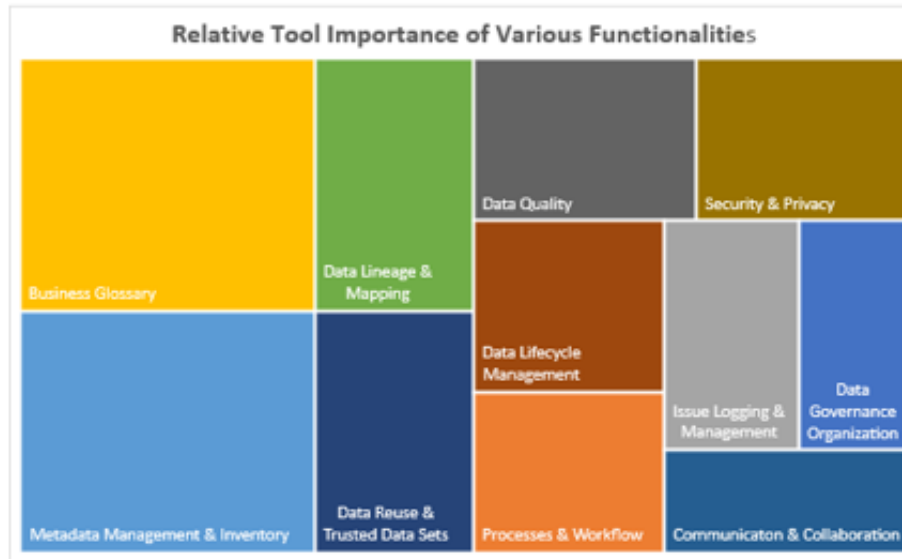 Relative Tool Importance of Various Functionalities
Business Glossary
Data Lineage &
Mapping
Data Quality
Security & Privacy
Data Lifecycle
Management
Issue Logging &
Management
Data
Governance
Organization
Metadata Management & Inventory
Data Reuse &
Trusted Data Sets
Processes & Workflow
Communicaton & Collaboration